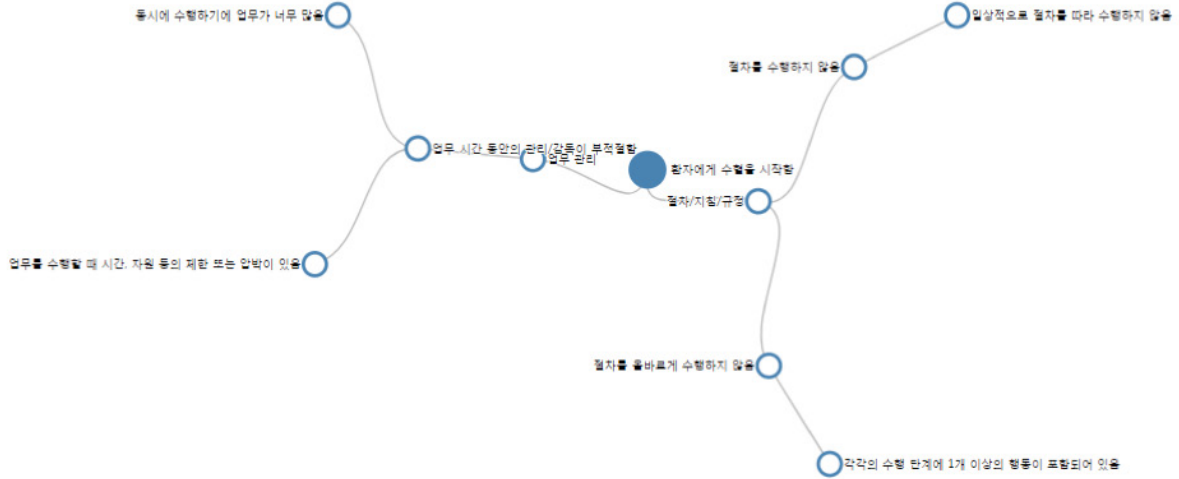 동시에 수행하기에 업무가 너무 많음
일상적으로 절차를 따라 수행하지 않음
절차를 수행하지 않음
업무 시간 동안의 관리/감독이 부적절함
업무 관리
환자에게 수혈을 시작함
절차/지침/규정
업무를 수행할 때 시간, 자원 등의 제한 또는 압박이 있음
절차를 올바르게 수행하지 않음
각각의 수행 단계에 1개 이상의 행동이 포함되어 있음